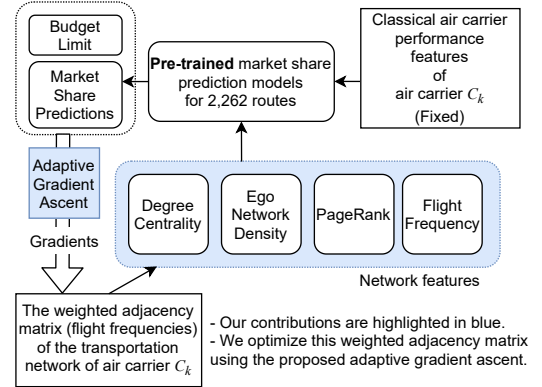 Budget
Limit
Market
Share
Predictions
Pre-trained market share
prediction models
for 2,262 routes
Classical air carrier
performance
features
of
air carrier Cₖ
(Fixed)
Adaptive
Gradient
Ascent
Gradients
Degree
Centrality
Ego
Network
Density
PageRank
Flight
Frequency
Network features
The weighted adjacency
matrix (flight frequencies)
of the transportation
network of air carrier Cₖ
- Our contributions are highlighted in blue.
- We optimize this weighted adjacency matrix
using the proposed adaptive gradient ascent.